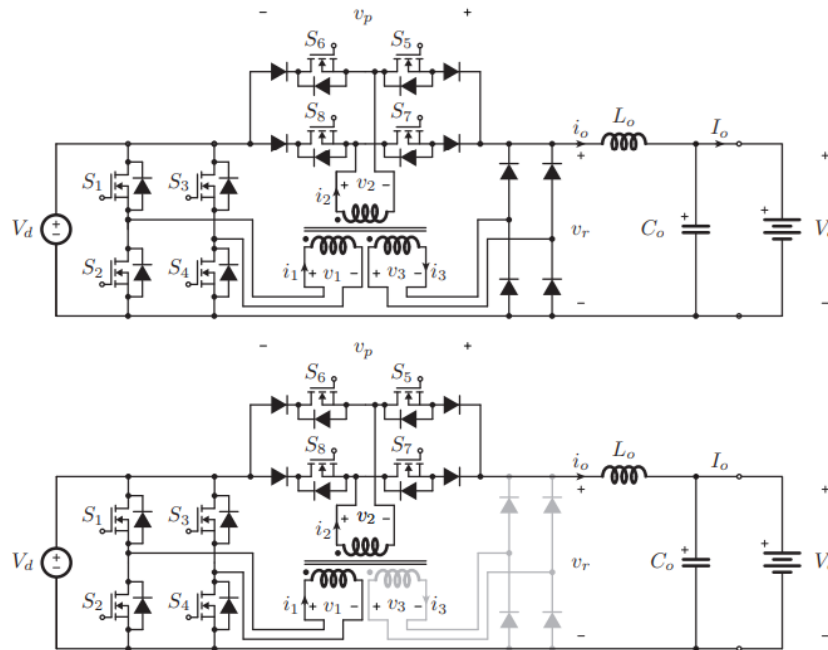 − v_p +
S_6 S_5
S_8 S_7
i_o L_o I_o
S_1 S_3
+ v_2 −
i_2
+ +
V_d
v_r C_o + +
S_2 S_4
i_1 + v_1 − + v_3 − i_3
− −
− v_p +
S_6 S_5
S_8 S_7
i_o L_o I_o
S_1 S_3
+ v_2 −
i_2
+ +
V_d
v_r C_o + +
S_2 S_4
i_1 + v_1 − + v_3 − i_3
− −